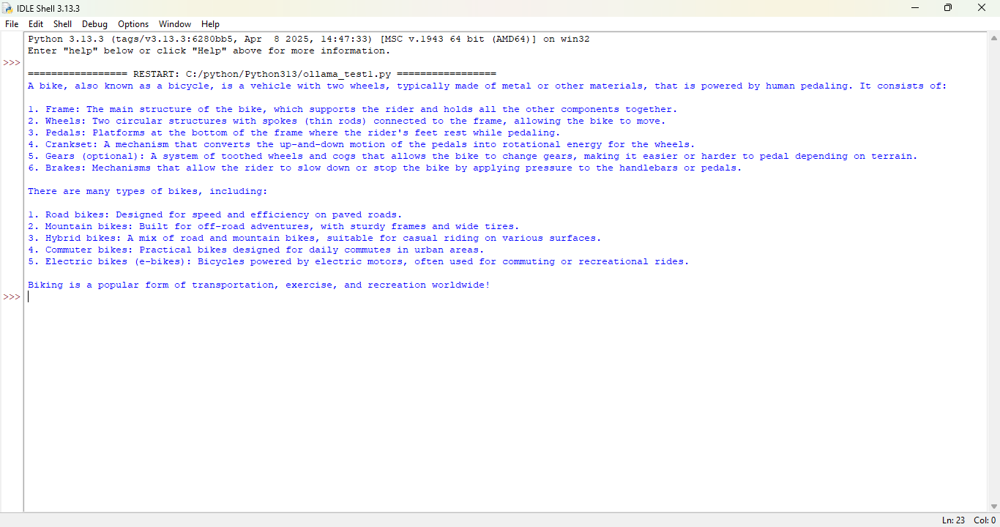 IDLE Shell 3.13.3
File Edit Shell Debug Options Window Help
Python 3.13.3 (tags/v3.13.3:6280bb5, Apr  8 2025, 14:47:33) [MSC v.1943 64 bit (AMD64)] on win32
Enter "help" below or click "Help" above for more information.
>>>
================= RESTART: C:/python/Python313/ollama_test1.py =================
A bike, also known as a bicycle, is a vehicle with two wheels, typically made of metal or other materials, that is powered by human pedaling. It consists of:
1. Frame: The main structure of the bike, which supports the rider and holds all the other components together.
2. Wheels: Two circular structures with spokes (thin rods) connected to the frame, allowing the bike to move.
3. Pedals: Platforms at the bottom of the frame where the rider's feet rest while pedaling.
4. Crankset: A mechanism that converts the up-and-down motion of the pedals into rotational energy for the wheels.
5. Gears (optional): A system of toothed wheels and cogs that allows the bike to change gears, making it easier or harder to pedal depending on terrain.
6. Brakes: Mechanisms that allow the rider to slow down or stop the bike by applying pressure to the handlebars or pedals.
There are many types of bikes, including:
1. Road bikes: Designed for speed and efficiency on paved roads.
2. Mountain bikes: Built for off-road adventures, with sturdy frames and wide tires.
3. Hybrid bikes: A mix of road and mountain bikes, suitable for casual riding on various surfaces.
4. Commuter bikes: Practical bikes designed for daily commutes in urban areas.
5. Electric bikes (e-bikes): Bicycles powered by electric motors, often used for commuting or recreational rides.
Biking is a popular form of transportation, exercise, and recreation worldwide!
>>>
Ln: 23 Col: 0